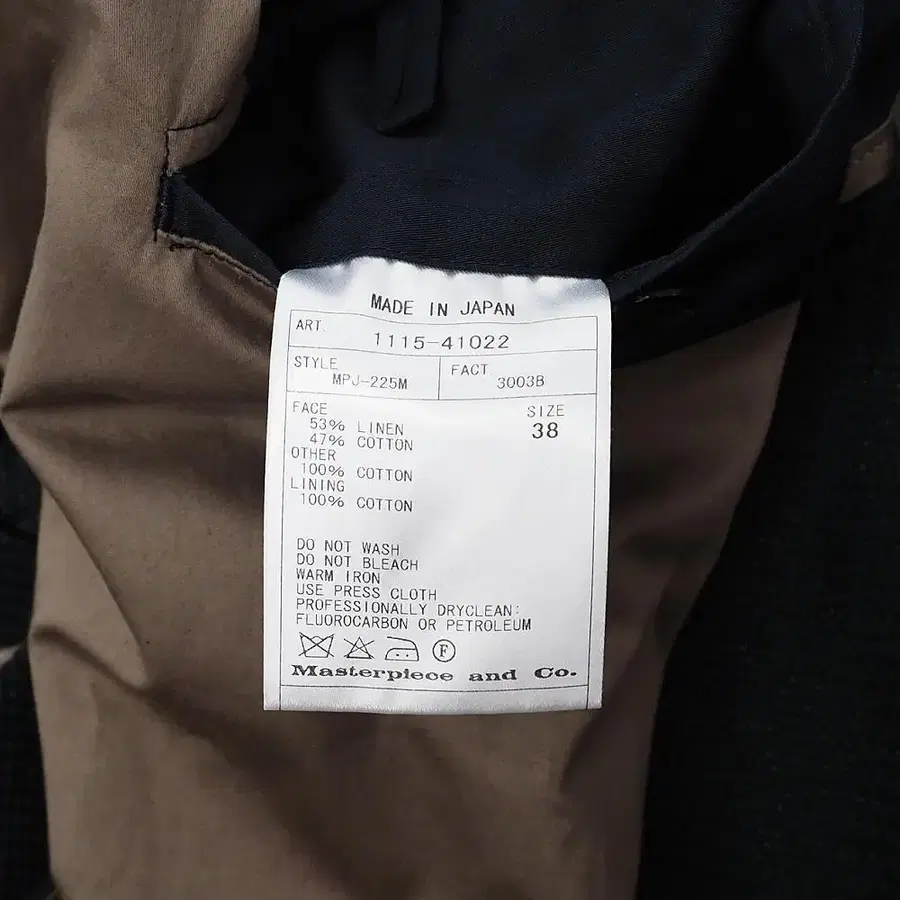 MADE IN JAPAN
ART.
1115-41022
STYLE
MPJ-225M
FACT
3003B
FACE
53% LINEN
47% COTTON
OTHER
100% COTTON
LINING
100% COTTON
SIZE
38
DO NOT WASH
DO NOT BLEACH
WARM IRON
USE PRESS CLOTH
PROFESSIONALLY DRYCLEAN:
FLUOROCARBON OR PETROLEUM
F
Masterpiece and Co.